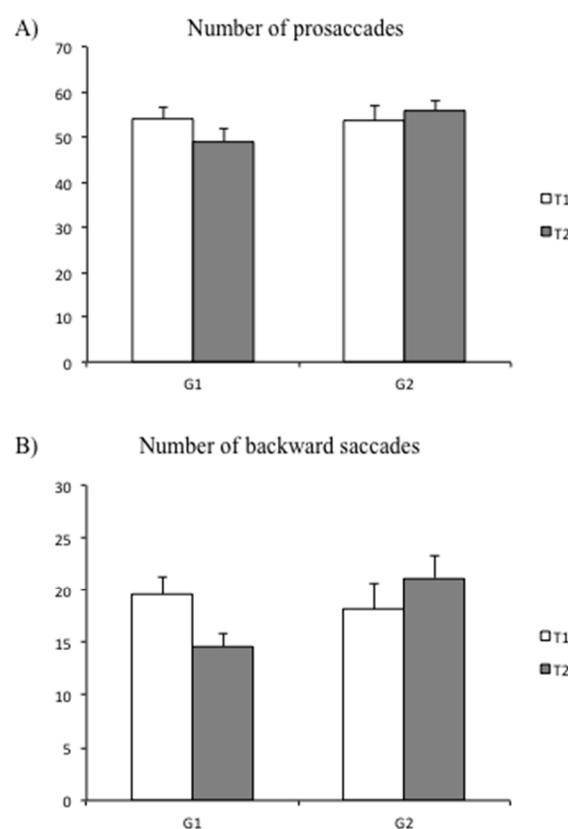 A)
Number of prosaccades
70
60
50
40
30
20
10
0
G1
G2
T1
T2
B)
Number of backward saccades
30
25
20
15
10
5
0
G1
G2
T1
T2